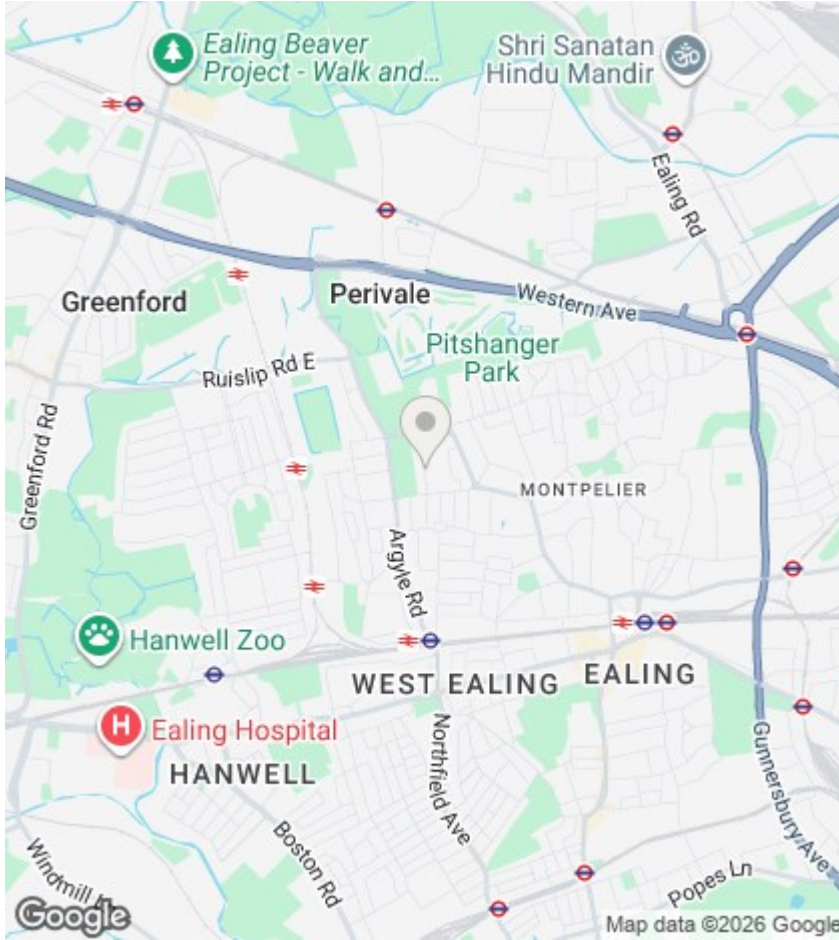 Ealing Beaver
Project - Walk and...
Shri Sanatan
Hindu Mandir
Ealing Rd
Greenford
Perivale
Western Ave
Pitshanger
Park
Ruislip Rd E
Greenford Rd
MONTPELIER
Argyle Rd
Hanwell Zoo
WEST EALING
EALING
H
Ealing Hospital
HANWELL
Northfield Ave
Gunnersbury Ave
Boston Rd
Windmill
Popes Ln
Google
Map data ©2026 Google